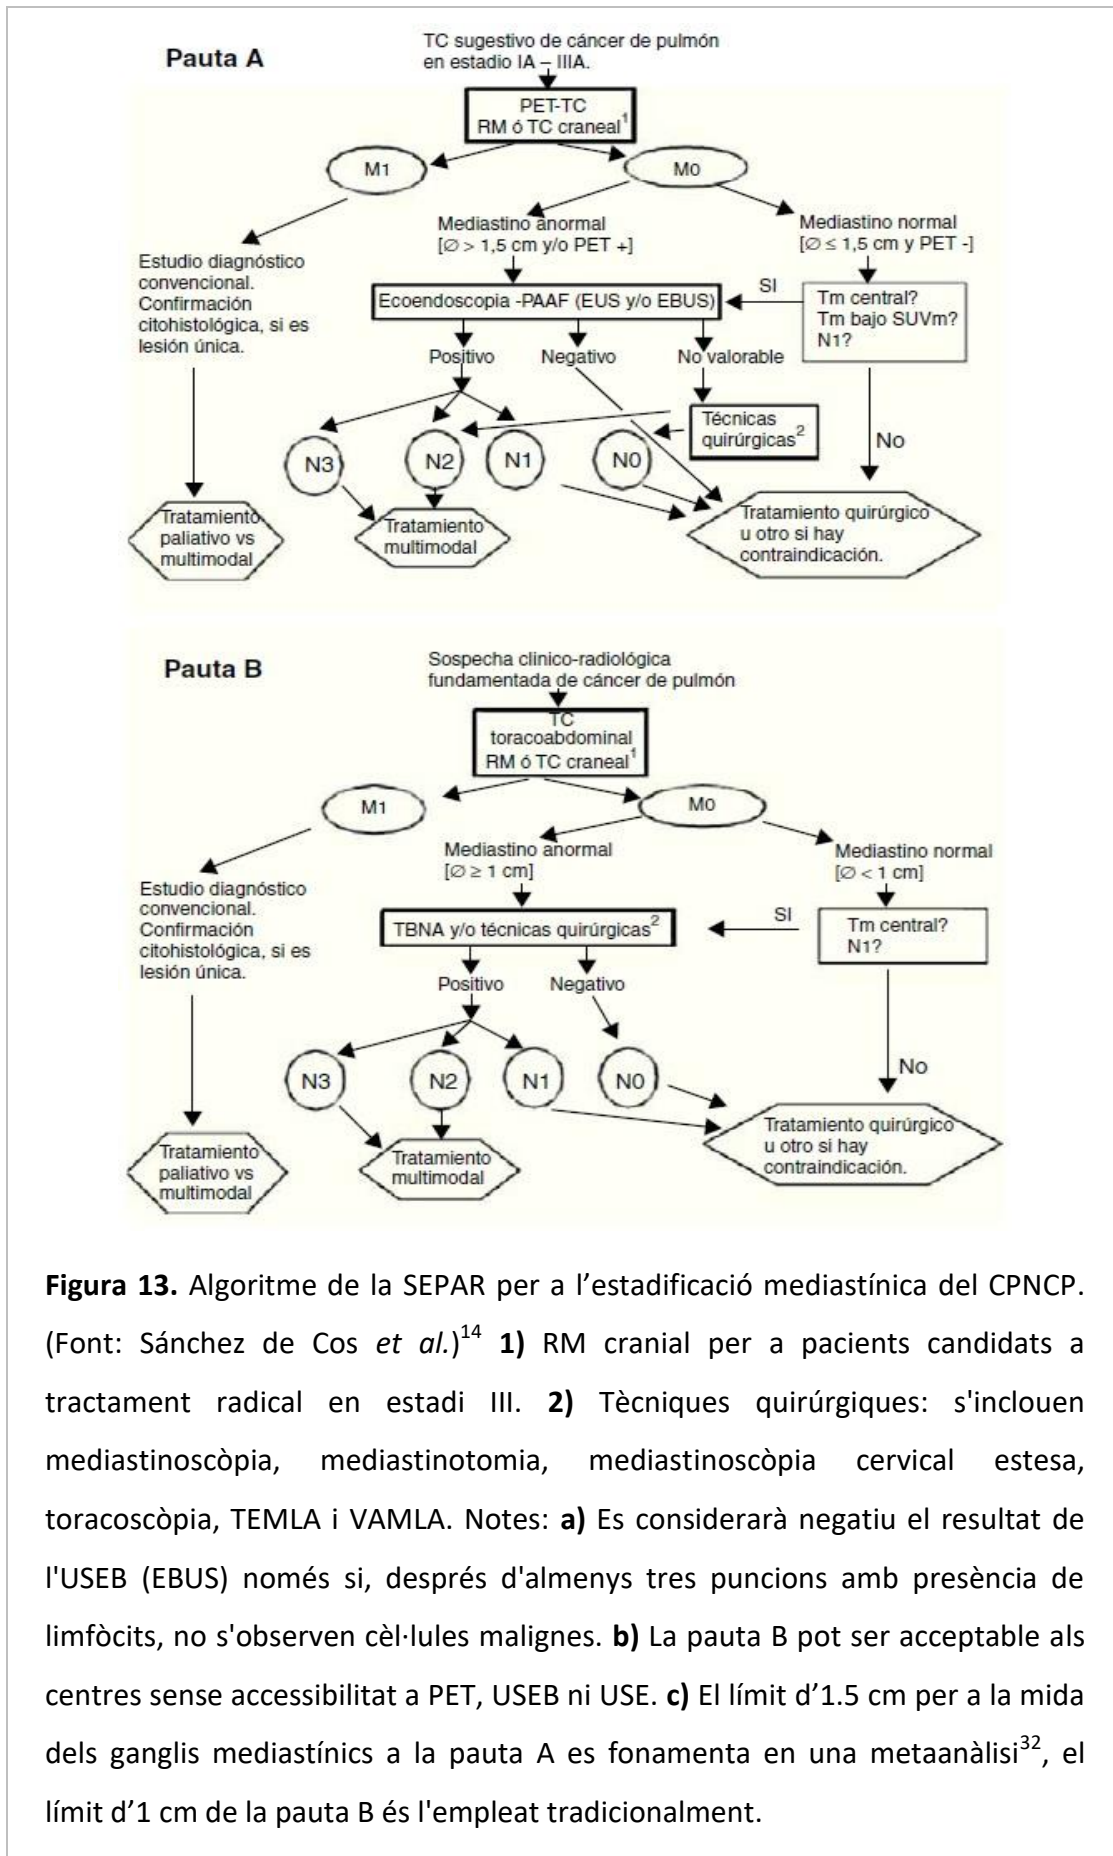 Pauta A
TC sugestivo de cáncer de pulmón
en estadio IA – IIIA.
PET-TC
RM ó TC craneal1
M1
M0
Mediastino anormal
[∅ > 1,5 cm y/o PET +]
Mediastino normal
[∅ ≤ 1,5 cm y PET -]
Estudio diagnóstico
convencional.
Confirmación
citohistológica, si es
lesión única.
Ecoendoscopia -PAAF (EUS y/o EBUS)
SI
Tm central?
Tm bajo SUVm?
N1?
Positivo
Negativo
No valorable
Técnicas
quirúrgicas2
No
N3
N2
N1
N0
Tratamiento
paliativo vs
multimodal
Tratamiento
multimodal
Tratamiento quirúrgico
u otro si hay
contraindicación.
Pauta B
Sospecha clinico-radiológica
fundamentada de cáncer de pulmón
TC
toracoabdominal
RM ó TC craneal1
M1
M0
Mediastino anormal
[∅ ≥ 1 cm]
Mediastino normal
[∅ < 1 cm]
Estudio diagnóstico
convencional.
Confirmación
citohistológica, si es
lesión única.
TBNA y/o técnicas quirúrgicas2
SI
Tm central?
N1?
Positivo
Negativo
N3
N2
N1
N0
No
Tratamiento
paliativo vs
multimodal
Tratamiento
multimodal
Tratamiento quirúrgico
u otro si hay
contraindicación.
Figura 13. Algoritme de la SEPAR per a l’estadificació mediastínica del CPNCP.
(Font: Sánchez de Cos et al.)14 1) RM cranial per a pacients candidats a
tractament radical en estadi III. 2) Tècniques quirúrgiques: s'inclouen
mediastinoscòpia, mediastinotomia, mediastinoscòpia cervical estesa,
toracoscòpia, TEMLA i VAMLA. Notes: a) Es considerarà negatiu el resultat de
l'USEB (EBUS) només si, després d'almenys tres puncions amb presència de
limfòcits, no s'observen cèl·lules malignes. b) La pauta B pot ser acceptable als
centres sense accessibilitat a PET, USEB ni USE. c) El límit d’1.5 cm per a la mida
dels ganglis mediastínics a la pauta A es fonamenta en una metaanàlisi32, el
límit d’1 cm de la pauta B és l'empleat tradicionalment.